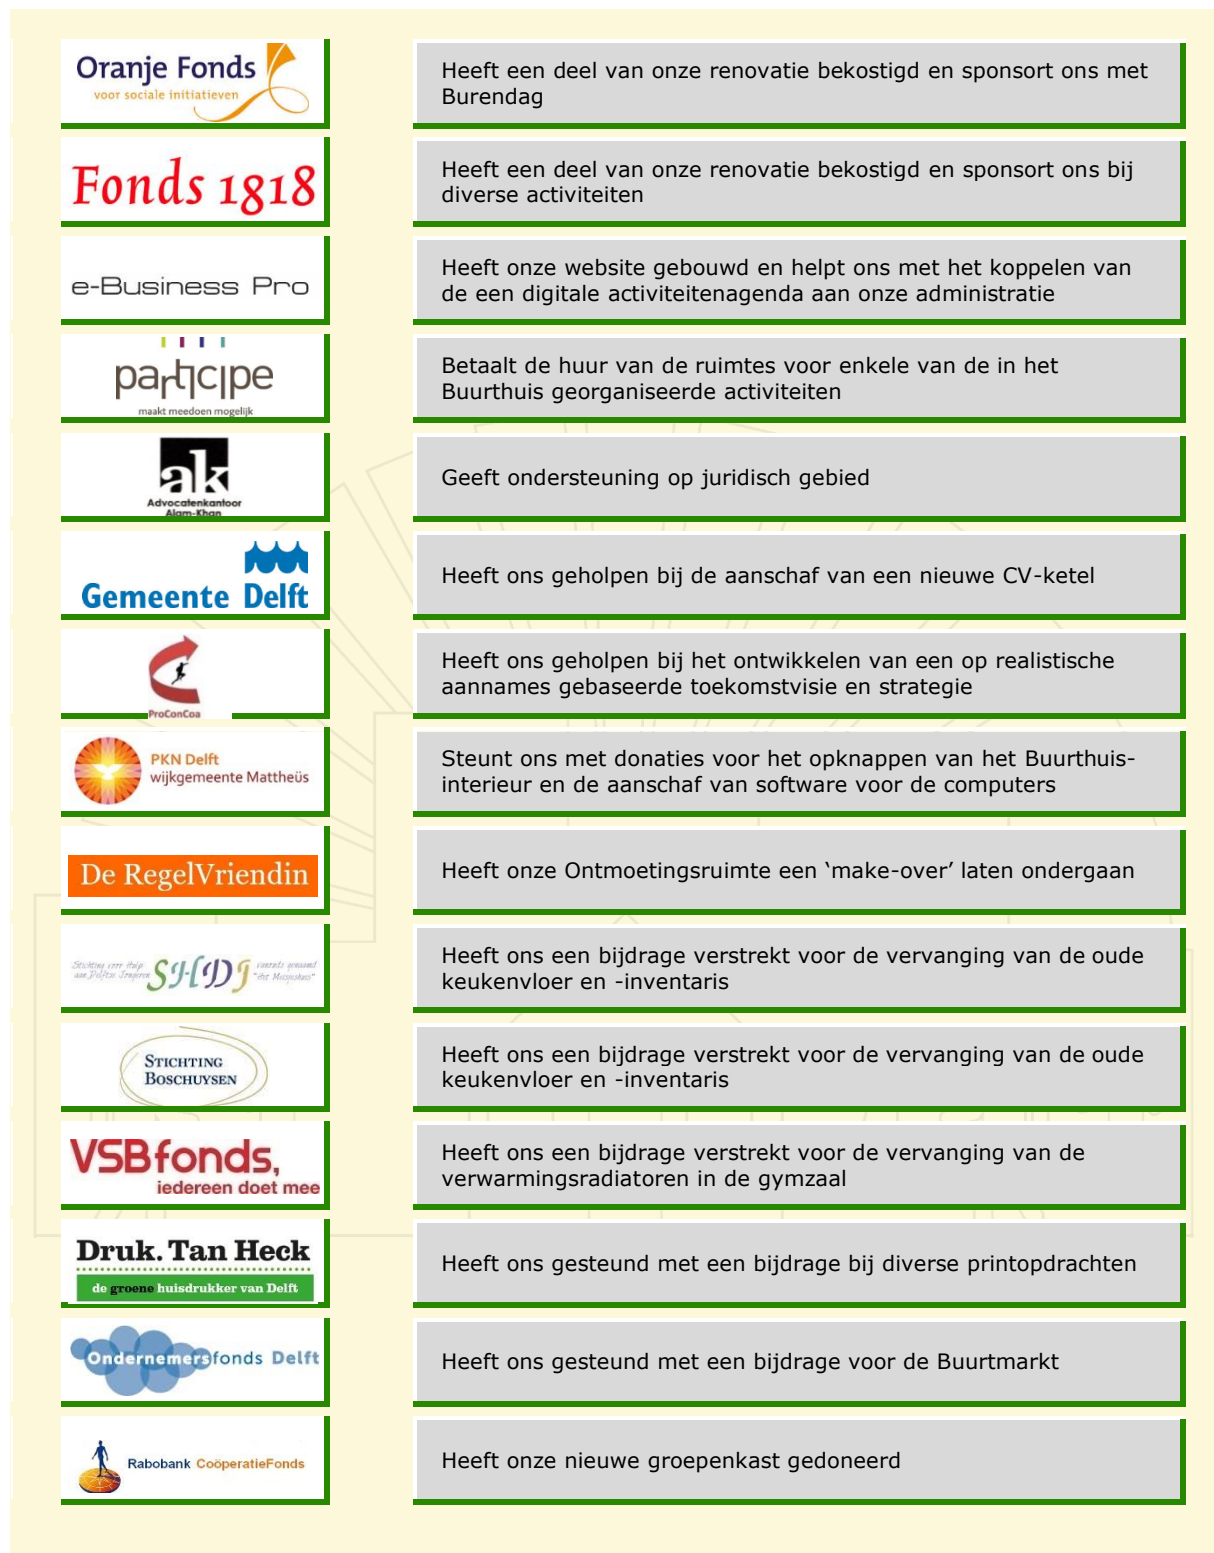 Oranje Fonds
voor sociale initiatieven
Heeft een deel van onze renovatie bekostigd en sponsort ons met
Burendag
Fonds 1818
Heeft een deel van onze renovatie bekostigd en sponsort ons bij
diverse activiteiten
e-Business Pro
Heeft onze website gebouwd en helpt ons met het koppelen van
de een digitale activiteitenagenda aan onze administratie
participe
maakt meedoen mogelijk
Betaalt de huur van de ruimtes voor enkele van de in het
Buurthuis georganiseerde activiteiten
ak
Advocatenkantoor
Alam-Khan
Geeft ondersteuning op juridisch gebied
Gemeente Delft
Heeft ons geholpen bij de aanschaf van een nieuwe CV-ketel
ProConCoa
Heeft ons geholpen bij het ontwikkelen van een op realistische
aannames gebaseerde toekomstvisie en strategie
PKN Delft
wijkgemeente Mattheüs
Steunt ons met donaties voor het opknappen van het Buurthuis-
interieur en de aanschaf van software voor de computers
De RegelVriendin
Heeft onze Ontmoetingsruimte een ‘make-over’ laten ondergaan
Stichting voor Hulp
aan Delftse Jongeren
SHDJ
"Het Meisjeshuis"
Heeft ons een bijdrage verstrekt voor de vervanging van de oude
keukenvloer en -inventaris
STICHTING
BOSCHUYSEN
Heeft ons een bijdrage verstrekt voor de vervanging van de oude
keukenvloer en -inventaris
VSBfonds,
iedereen doet mee
Heeft ons een bijdrage verstrekt voor de vervanging van de
verwarmingsradiatoren in de gymzaal
Druk. Tan Heck
de groene huisdrukker van Delft
Heeft ons gesteund met een bijdrage bij diverse printopdrachten
Ondernemersfonds Delft
Heeft ons gesteund met een bijdrage voor de Buurtmarkt
Rabobank CoöperatieFonds
Heeft onze nieuwe groepenkast gedoneerd